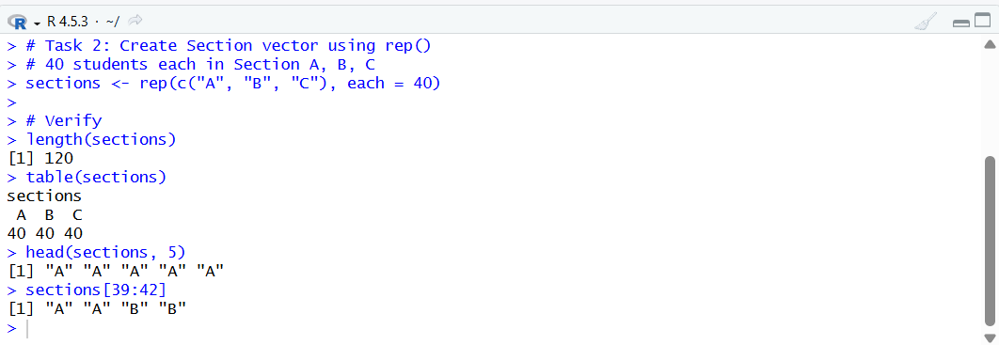 R 4.5.3 · ~/
> # Task 2: Create Section vector using rep()
> # 40 students each in Section A, B, C
> sections <- rep(c("A", "B", "C"), each = 40)
>
> # Verify
> length(sections)
[1] 120
> table(sections)
sections
 A  B  C
40 40 40
> head(sections, 5)
[1] "A" "A" "A" "A" "A"
> sections[39:42]
[1] "A" "A" "B" "B"
>